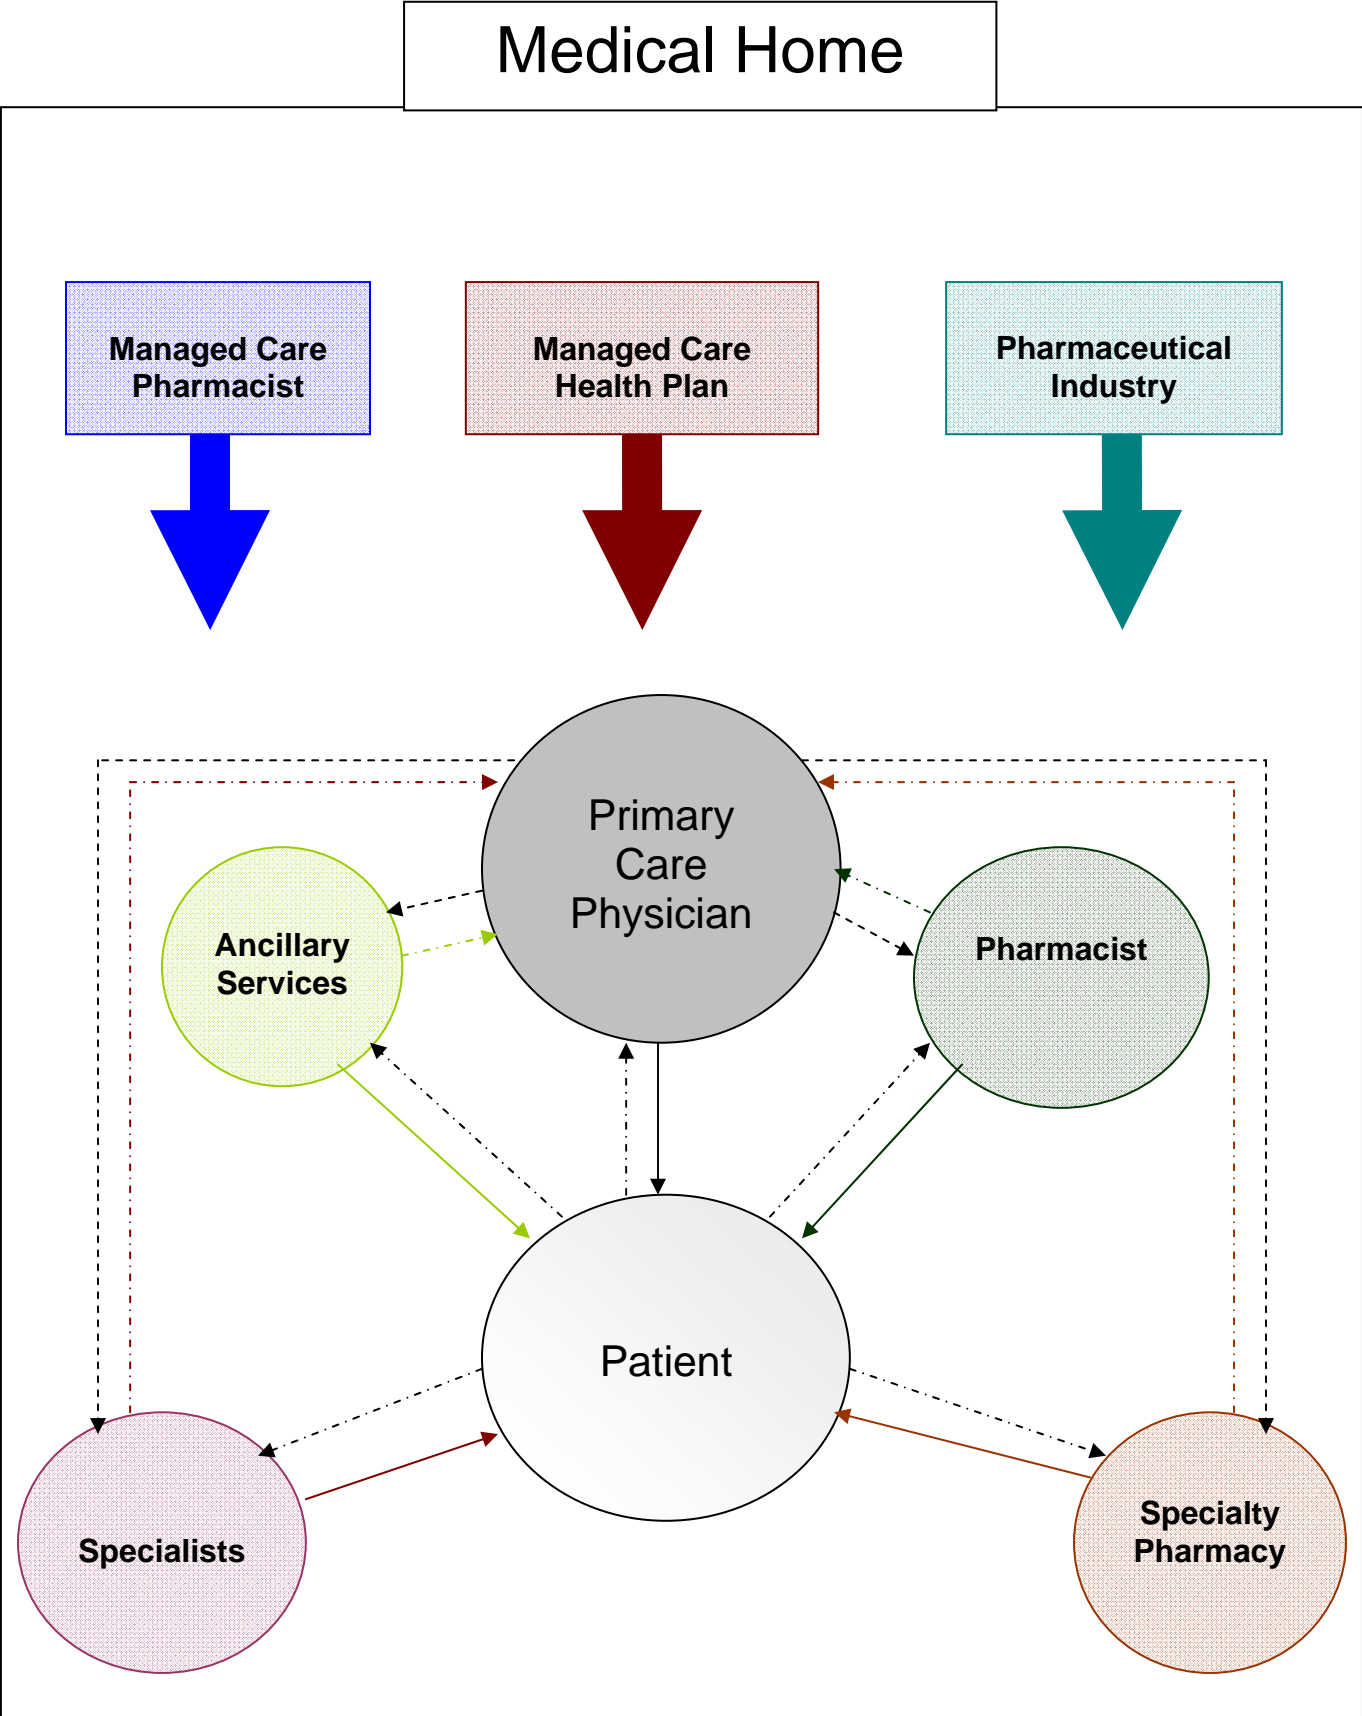 Medical Home
Managed Care
Pharmacist
Managed Care
Health Plan
Pharmaceutical
Industry
Primary
Care
Physician
Ancillary
Services
Pharmacist
Patient
Specialists
Specialty
Pharmacy